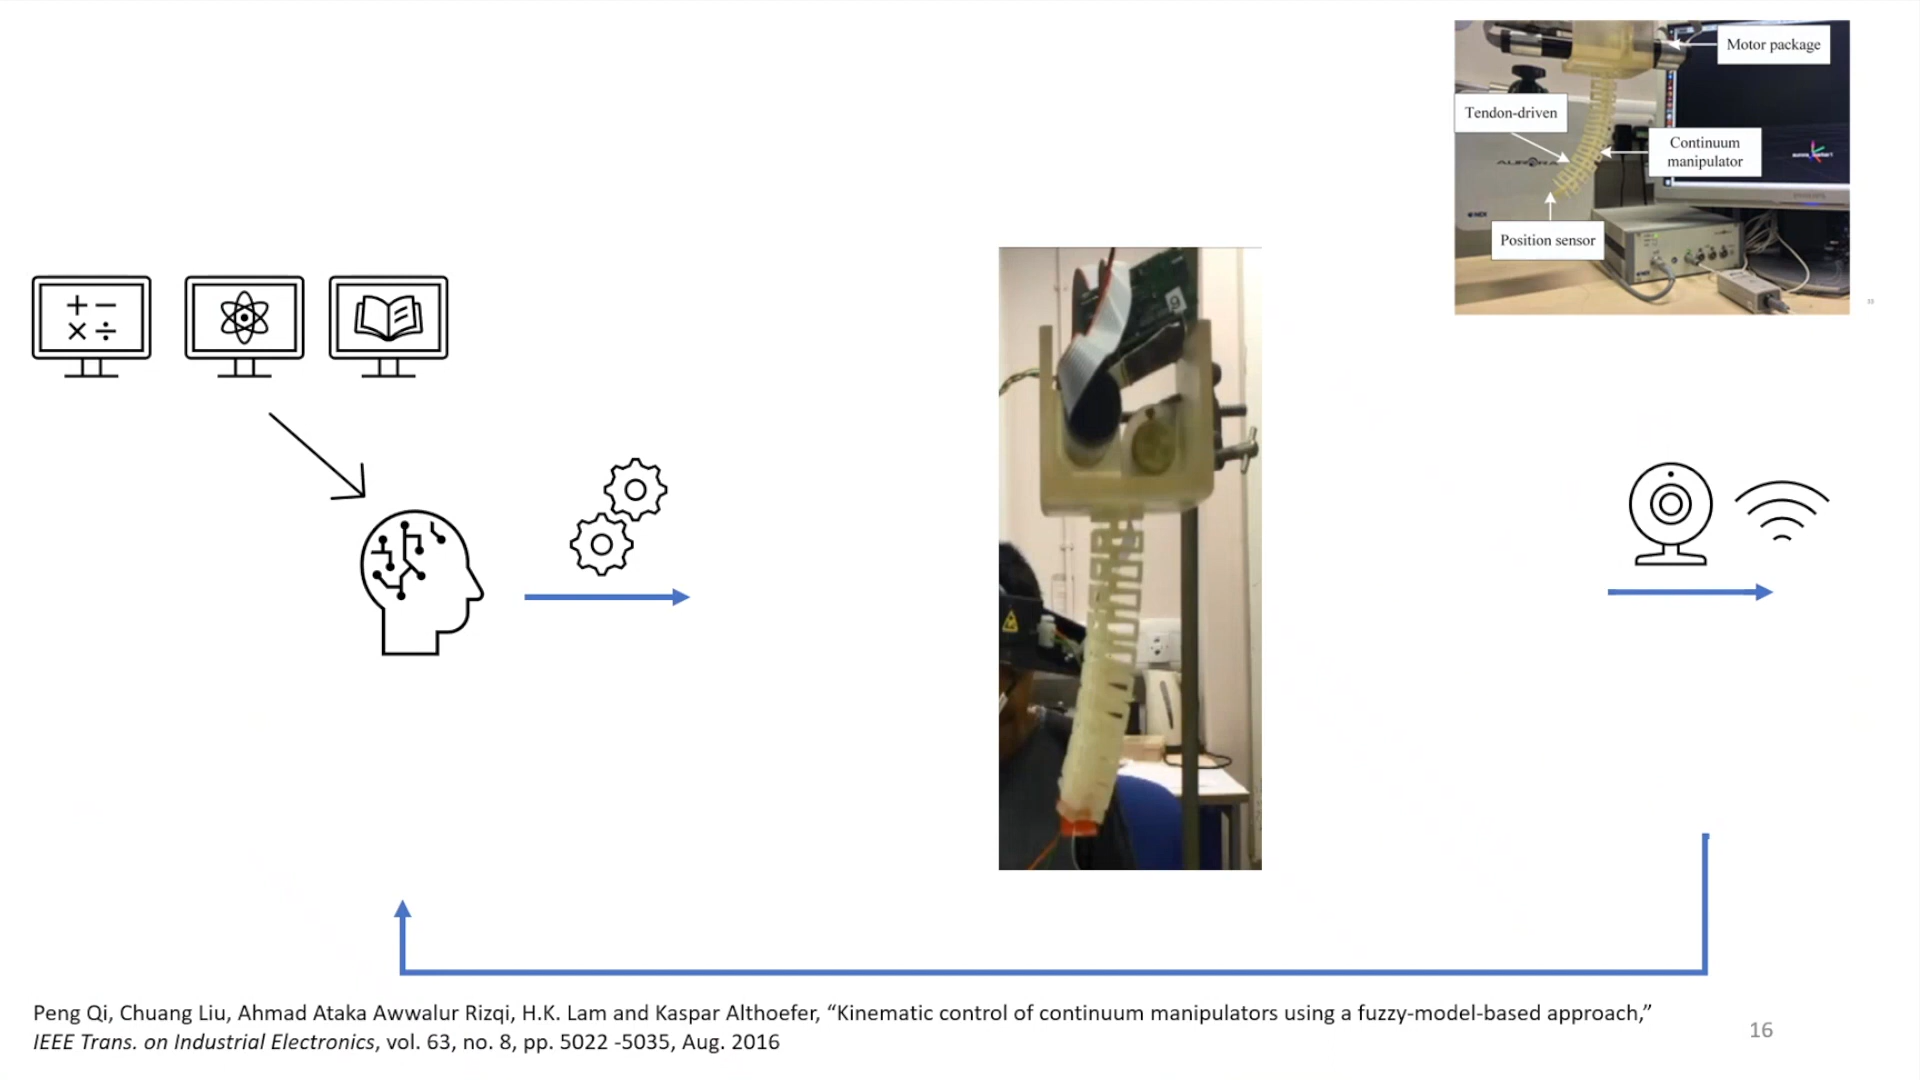 Motor package
Tendon-driven
Continuum
manipulator
AURORA
Position sensor
Peng Qi, Chuang Liu, Ahmad Ataka Awwalur Rizqi, H.K. Lam and Kaspar Althoefer, “Kinematic control of continuum manipulators using a fuzzy-model-based approach,”
IEEE Trans. on Industrial Electronics, vol. 63, no. 8, pp. 5022 -5035, Aug. 2016
16